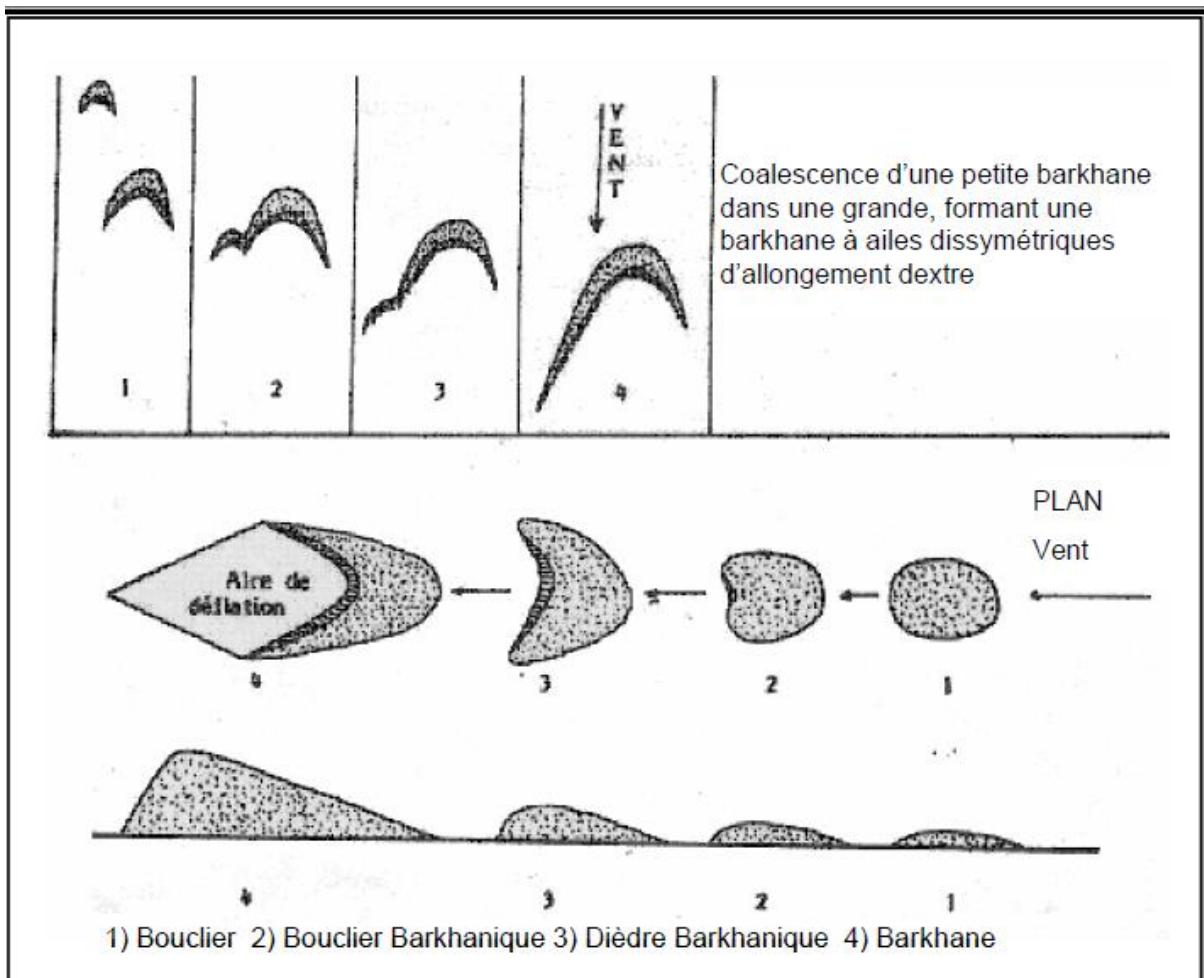 VENT
Coalescence d'une petite barkhane
dans une grande, formant une
barkhane à ailes dissymétriques
d'allongement dextre
1 2 3 4
PLAN
Vent
Aire de
déflation
4 3 2 1
4 3 2 1
1) Bouclier 2) Bouclier Barkhanique 3) Dièdre Barkhanique 4) Barkhane